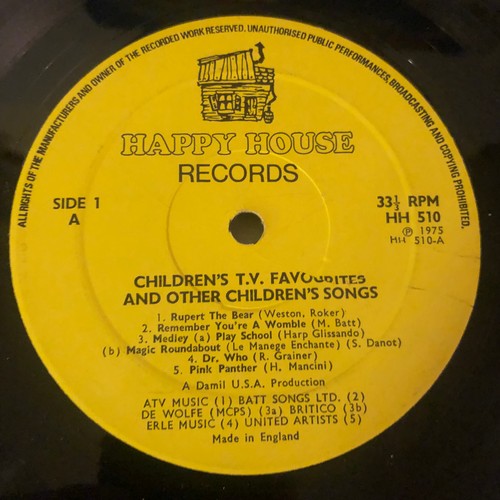 ALL RIGHTS OF THE MANUFACTURERS AND OWNER OF THE RECORDED WORK RESERVED. UNAUTHORISED PUBLIC PERFORMANCES, BROADCASTING AND COPYING PROHIBITED.
HAPPY HOUSE
RECORDS
SIDE 1
A
33⅓ RPM
HH 510
Ⓟ 1975
HH 510-A
CHILDREN'S T.V. FAVOURITES
AND OTHER CHILDREN'S SONGS
1. Rupert The Bear (Weston, Roker)
2. Remember You're A Womble (M. Batt)
3. Medley (a) Play School (Harp Glissando)
(b) Magic Roundabout (Le Manege Enchante) (S. Danot)
4. Dr. Who (R. Grainer)
5. Pink Panther (H. Mancini)
A Damil U.S.A. Production
ATV MUSIC (1) BATT SONGS LTD. (2)
DE WOLFE (MCPS) (3a) BRITICO (3b)
ERLE MUSIC (4) UNITED ARTISTS (5)
Made in England